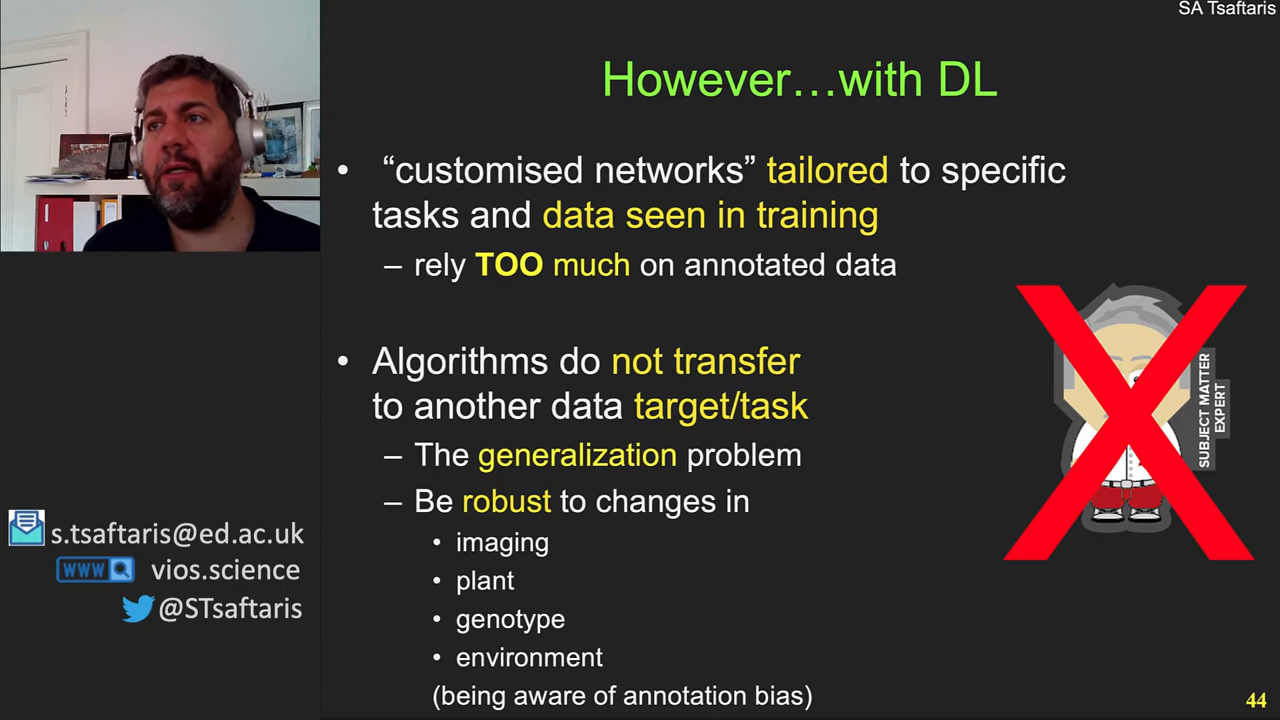 SA Tsaftaris
However…with DL
• “customised networks” tailored to specific
tasks and data seen in training
– rely TOO much on annotated data
• Algorithms do not transfer
to another data target/task
– The generalization problem
– Be robust to changes in
• imaging
• plant
• genotype
• environment
(being aware of annotation bias)
SUBJECT MATTER
EXPERT
s.tsaftaris@ed.ac.uk
WWW vios.science
@STsaftaris
44